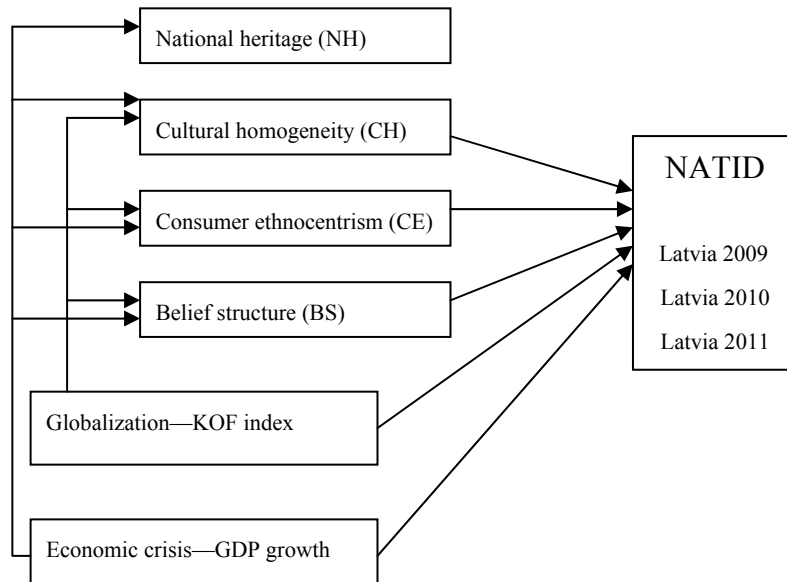 National heritage (NH)
Cultural homogeneity (CH)
Consumer ethnocentrism (CE)
Belief structure (BS)
Globalization—KOF index
Economic crisis—GDP growth
NATID
Latvia 2009
Latvia 2010
Latvia 2011